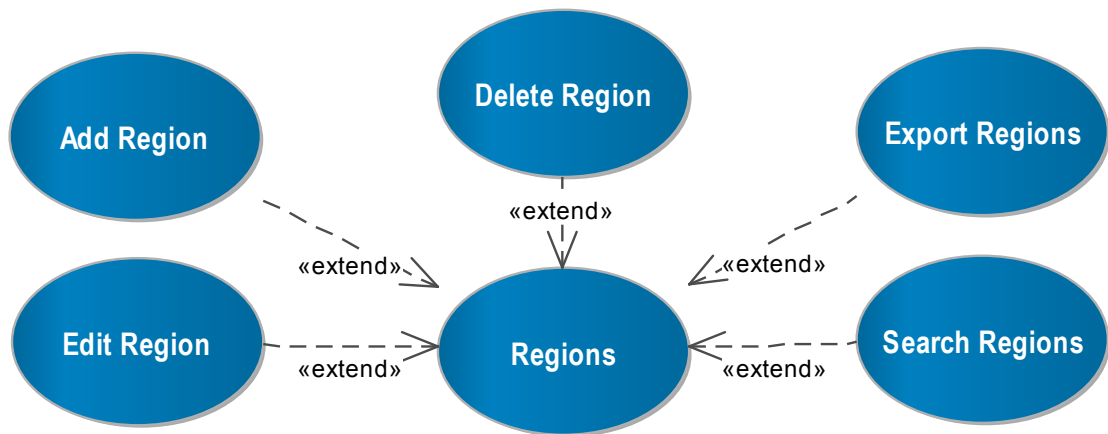 Delete Region
Add Region
Export Regions
«extend»
«extend»
«extend»
Edit Region
Regions
Search Regions
«extend»
«extend»